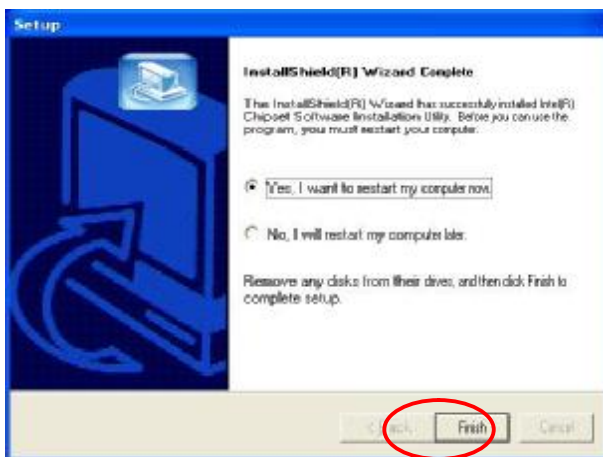 Setup
InstallShield(R) Wizard Complete
The InstallShield(R) Wizard has successfully installed Intel(R)
Chipset Software Installation Utility. Before you can use the
program, you must restart your computer.
Yes, I want to restart my computer now.
No, I will restart my computer later.
Remove any disks from their drives, and then click Finish to
complete setup.
< Back Finish Cancel